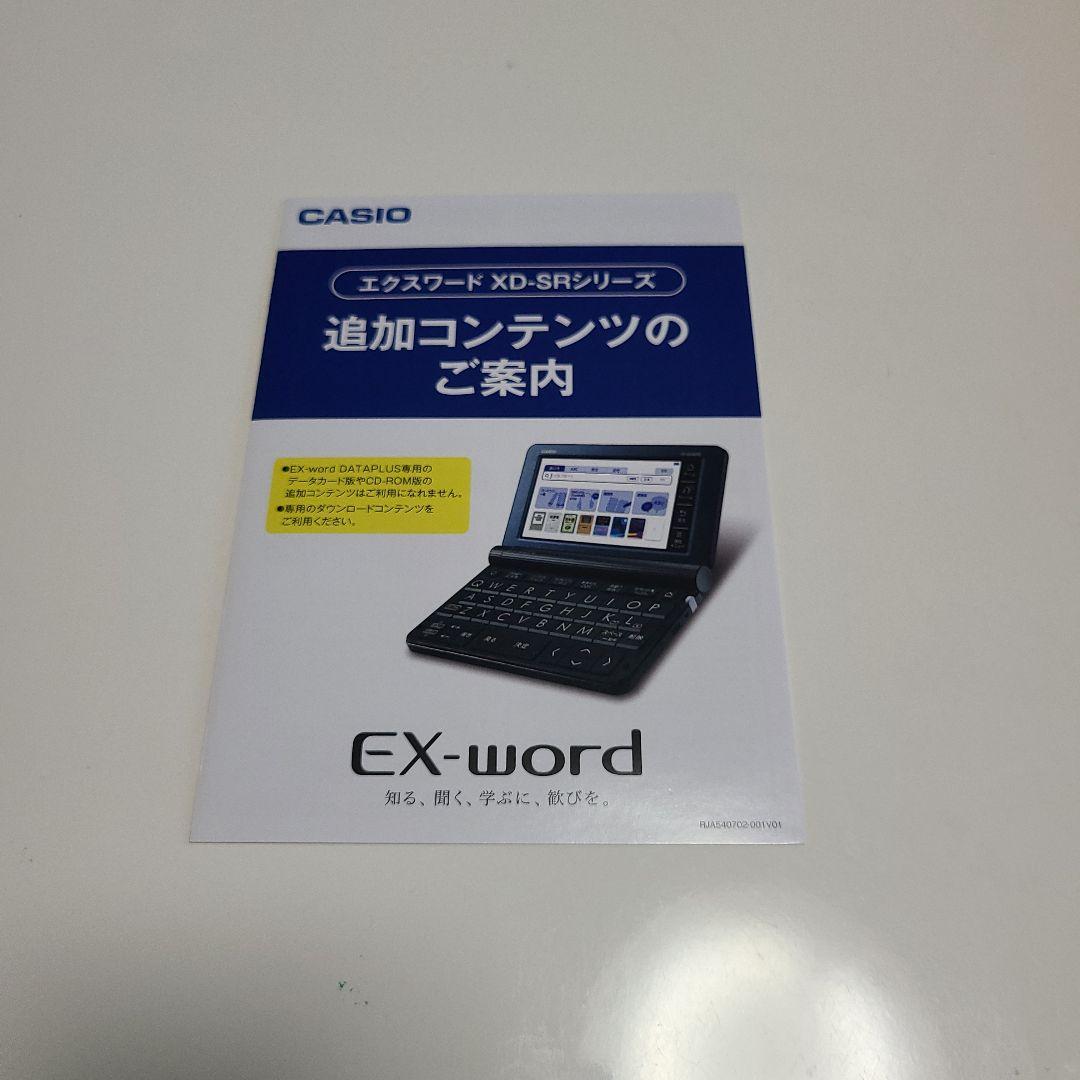 CASIO
エクスワード XD-SRシリーズ
追加コンテンツの
ご案内
●EX-word DATAPLUS専用の
データカード版やCD-ROM版の
追加コンテンツはご利用になれません。
●専用のダウンロードコンテンツを
ご利用ください。
Q W E R T Y U I O P
A S D F G H J K L
Z X C V B N M
戻る
決定
EX-word
知る、聞く、学ぶに、歓びを。
RJA540702-001V01